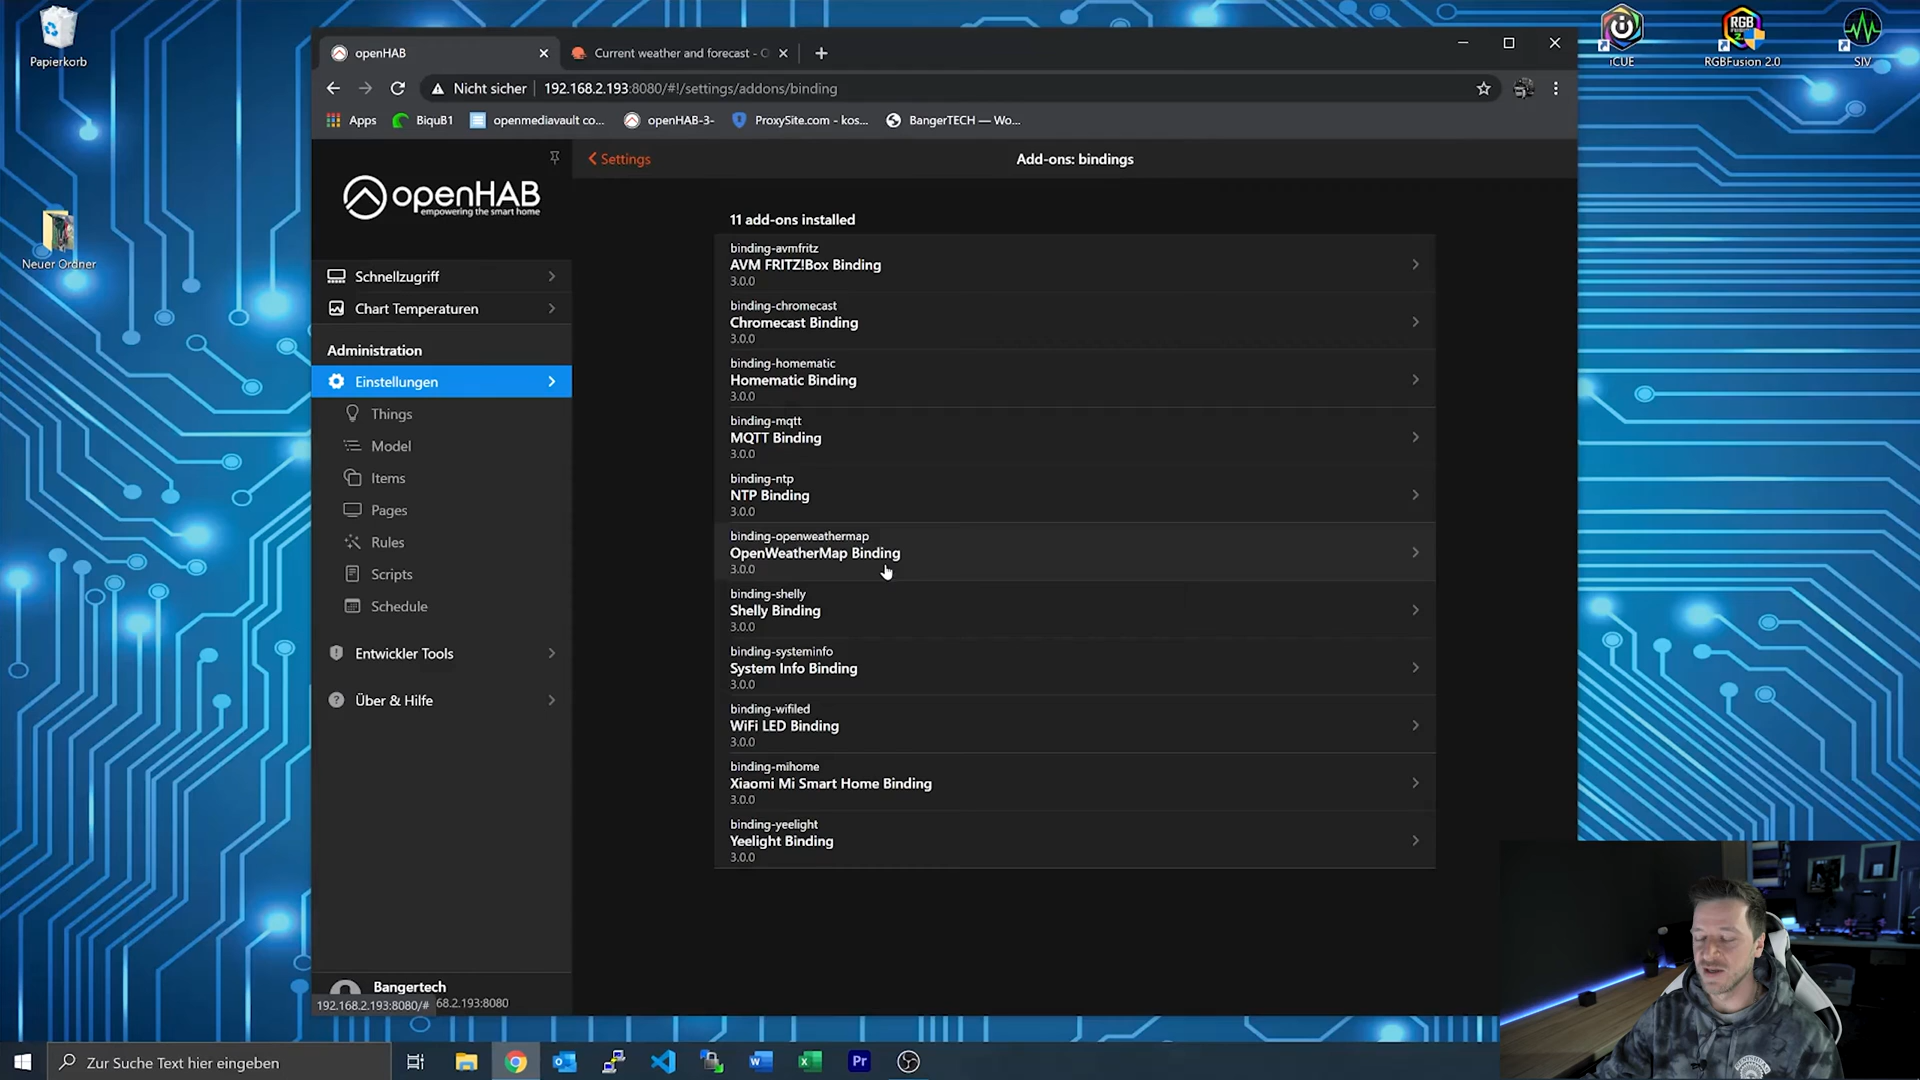 Papierkorb
Neuer Ordner
iCUE
RGBFusion 2.0
SIV
openHAB
Current weather and forecast - O
Nicht sicher
192.168.2.193:8080/#!/settings/addons/binding
Apps
BiquB1
openmediavault co...
openHAB-3-
ProxySite.com - kos...
BangerTECH — Wo...
openHAB
empowering the smart home
Schnellzugriff
Chart Temperaturen
Administration
Einstellungen
Things
Model
Items
Pages
Rules
Scripts
Schedule
Entwickler Tools
Über & Hilfe
Bangertech
192.168.2.193:8080/#
68.2.193:8080
Settings
Add-ons: bindings
11 add-ons installed
binding-avmfritz
AVM FRITZ!Box Binding
3.0.0
binding-chromecast
Chromecast Binding
3.0.0
binding-homematic
Homematic Binding
3.0.0
binding-mqtt
MQTT Binding
3.0.0
binding-ntp
NTP Binding
3.0.0
binding-openweathermap
OpenWeatherMap Binding
3.0.0
binding-shelly
Shelly Binding
3.0.0
binding-systeminfo
System Info Binding
3.0.0
binding-wifiled
WiFi LED Binding
3.0.0
binding-mihome
Xiaomi Mi Smart Home Binding
3.0.0
binding-yeelight
Yeelight Binding
3.0.0
Zur Suche Text hier eingeben
Pr